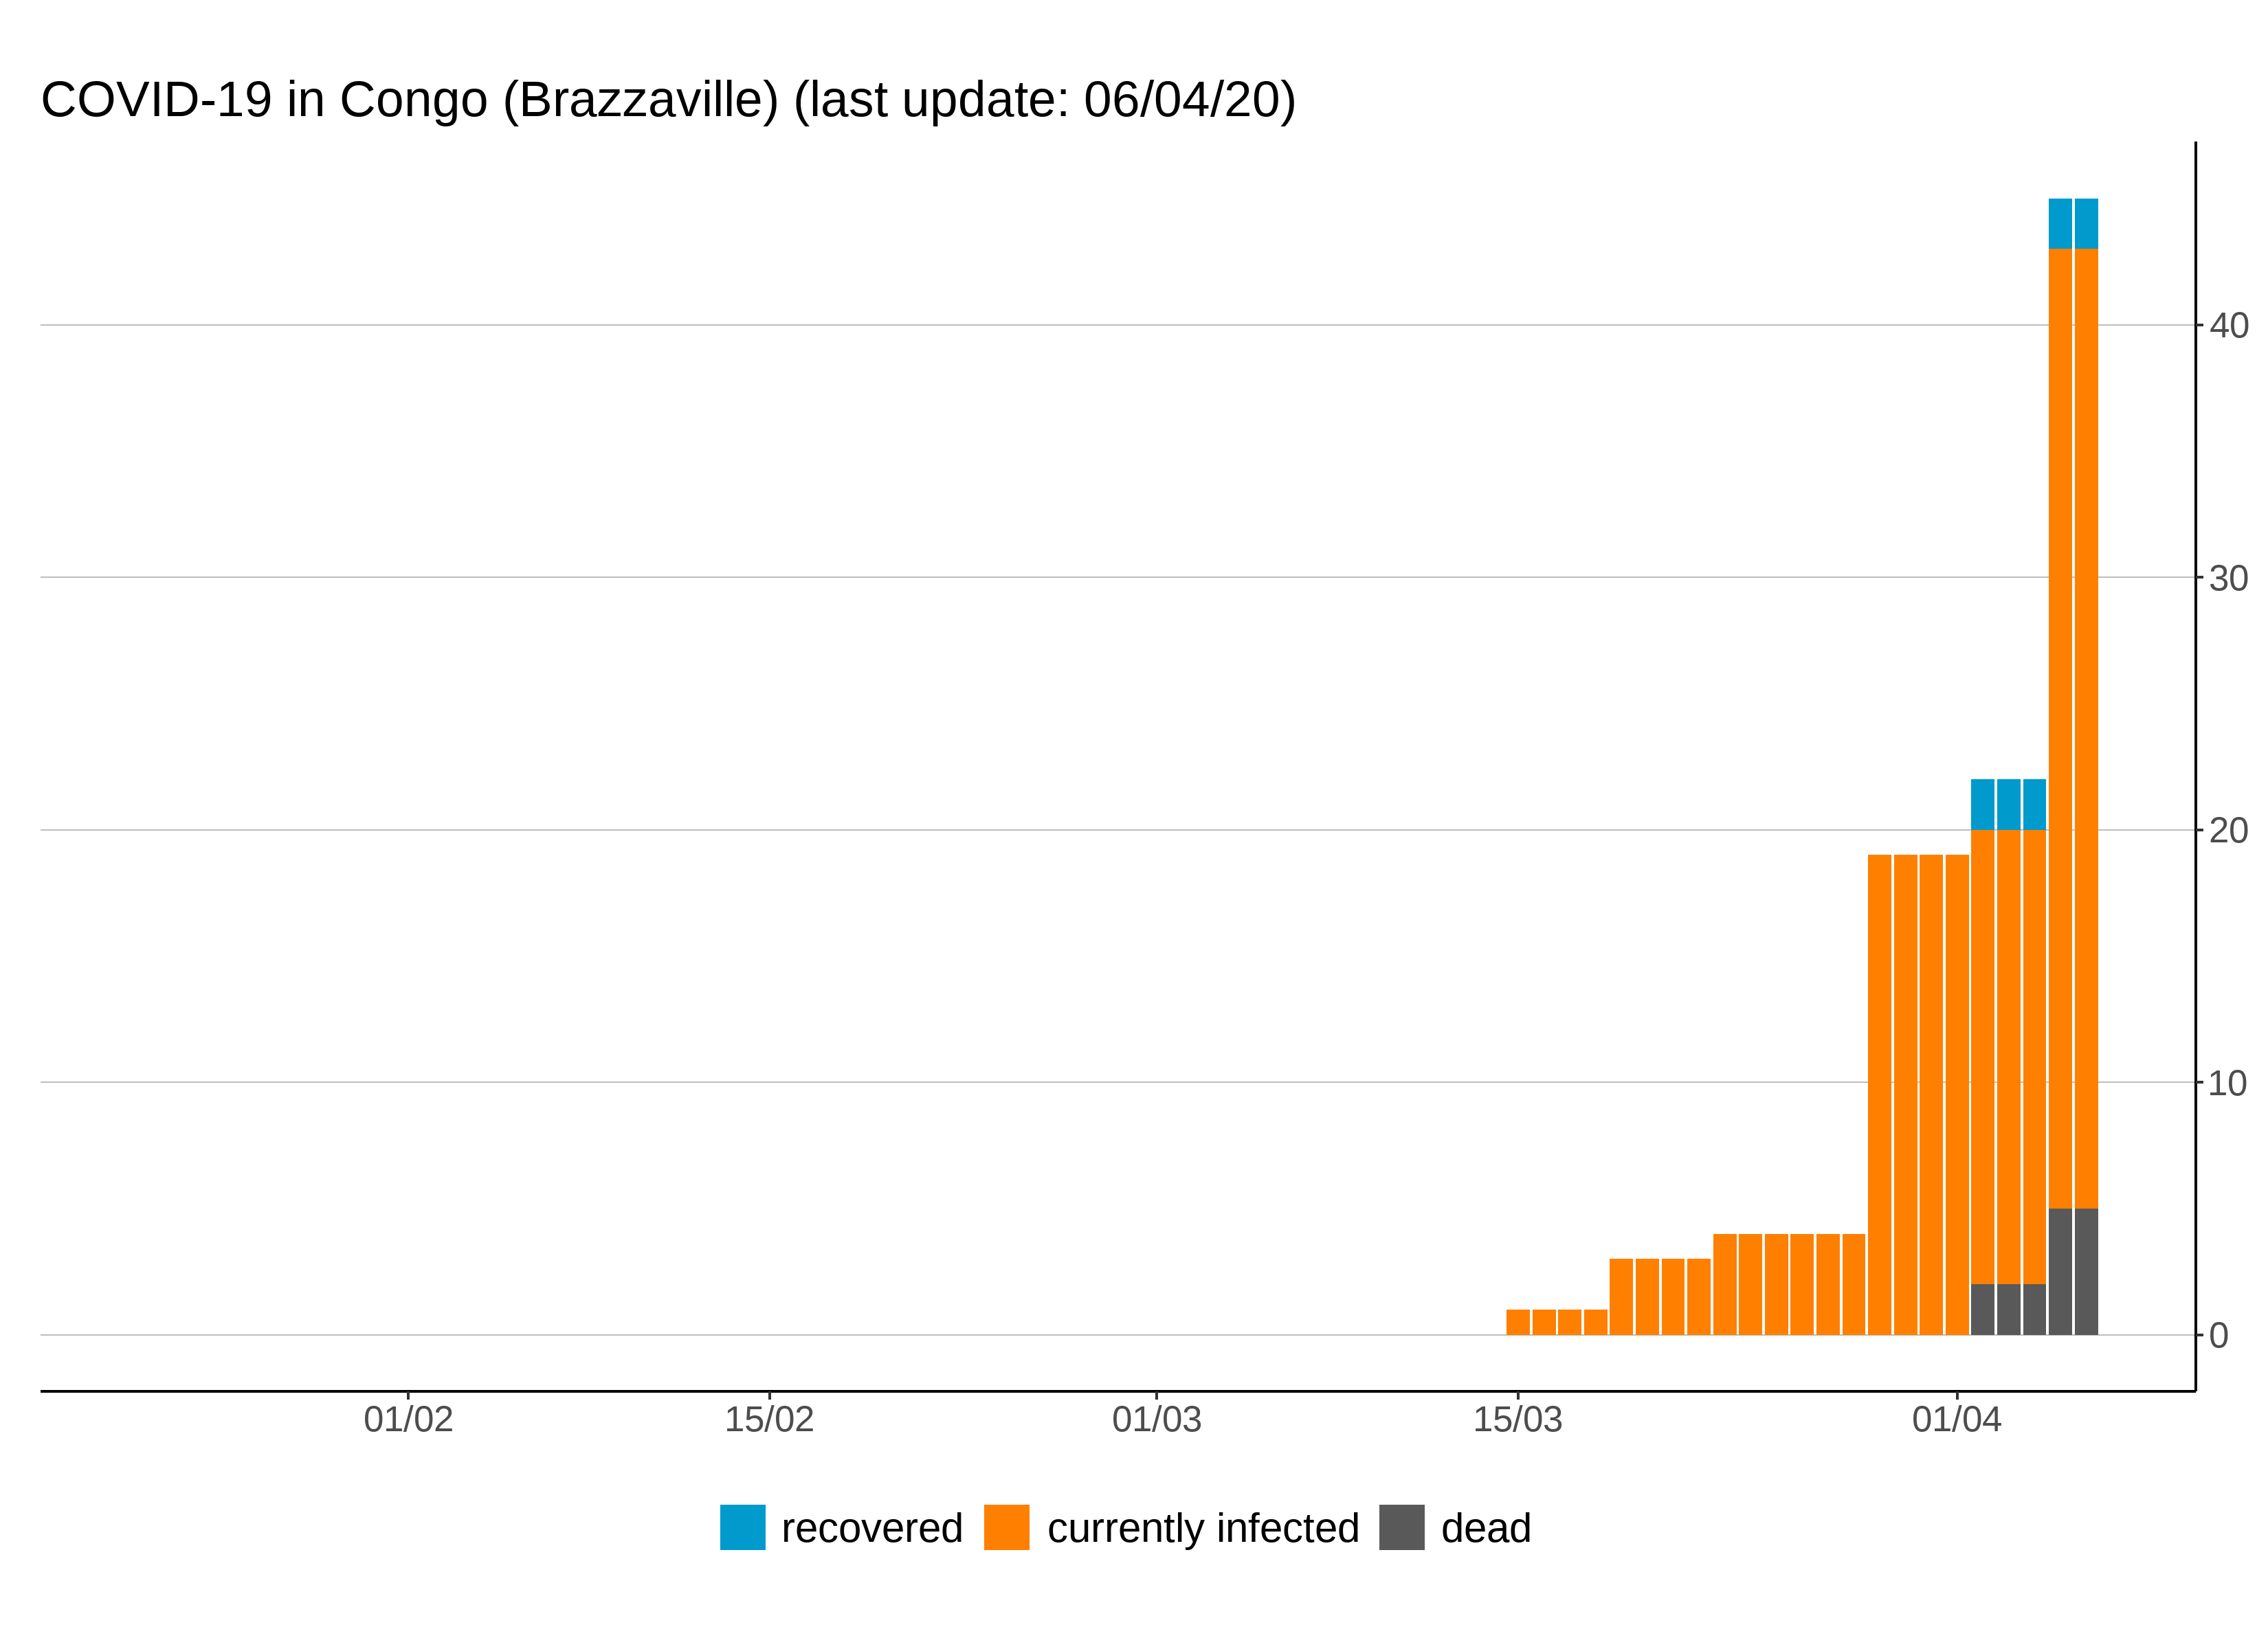 COVID-19 in Congo (Brazzaville) (last update: 06/04/20)
40
30
20
10
0
01/02 15/02 01/03 15/03 01/04
recovered currently infected dead